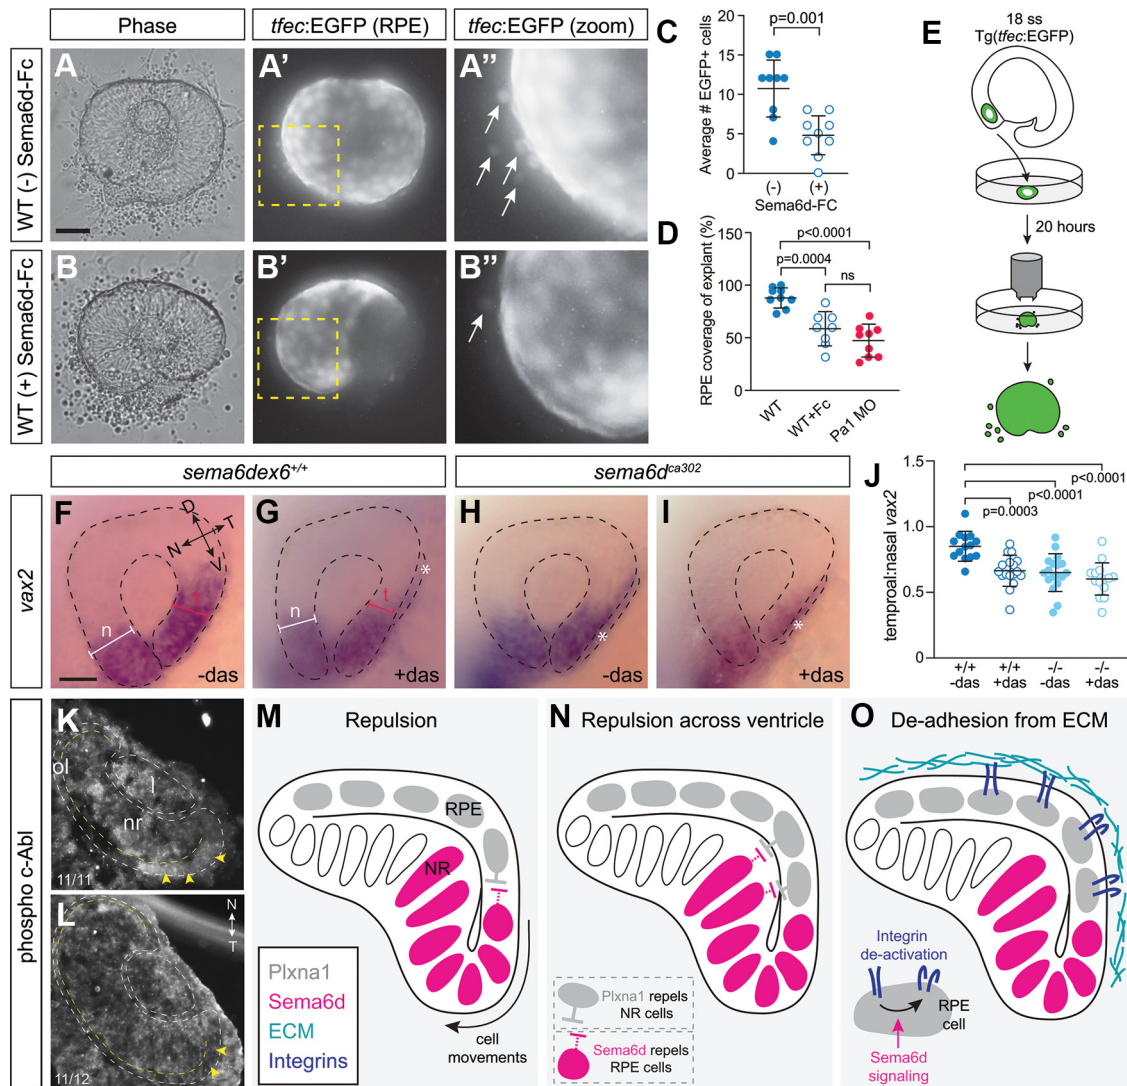 Phase
tfec:EGFP (RPE)
tfec:EGFP (zoom)
WT (-) Sema6d-Fc
A
A'
A''
WT (+) Sema6d-Fc
B
B'
B''
C
Average # EGFP+ cells
20
15
10
5
0
p=0.001
(-)
(+)
Sema6d-FC
D
RPE coverage of explant (%)
150
100
50
0
p<0.0001
p=0.0004
ns
WT
WT+Fc
Pa1 MO
E
18 ss
Tg(tfec:EGFP)
20 hours
sema6dex6+/+
sema6dca302
vax2
F
D
T
N
V
n
t
-das
G
n
t
*
+das
H
*
-das
I
*
+das
J
temproal:nasal vax2
1.5
1.0
0.5
0
p<0.0001
p<0.0001
p=0.0003
+/+
-das
+/+
+das
-/-
-das
-/-
+das
phospho c-Abl
K
ol
l
nr
11/11
L
N
T
11/12
M
Repulsion
RPE
NR
cell
movements
Plxna1
Sema6d
ECM
Integrins
N
Repulsion across ventricle
Plxna1 repels
NR cells
Sema6d repels
RPE cells
O
De-adhesion from ECM
Integrin
de-activation
RPE
cell
Sema6d
signaling